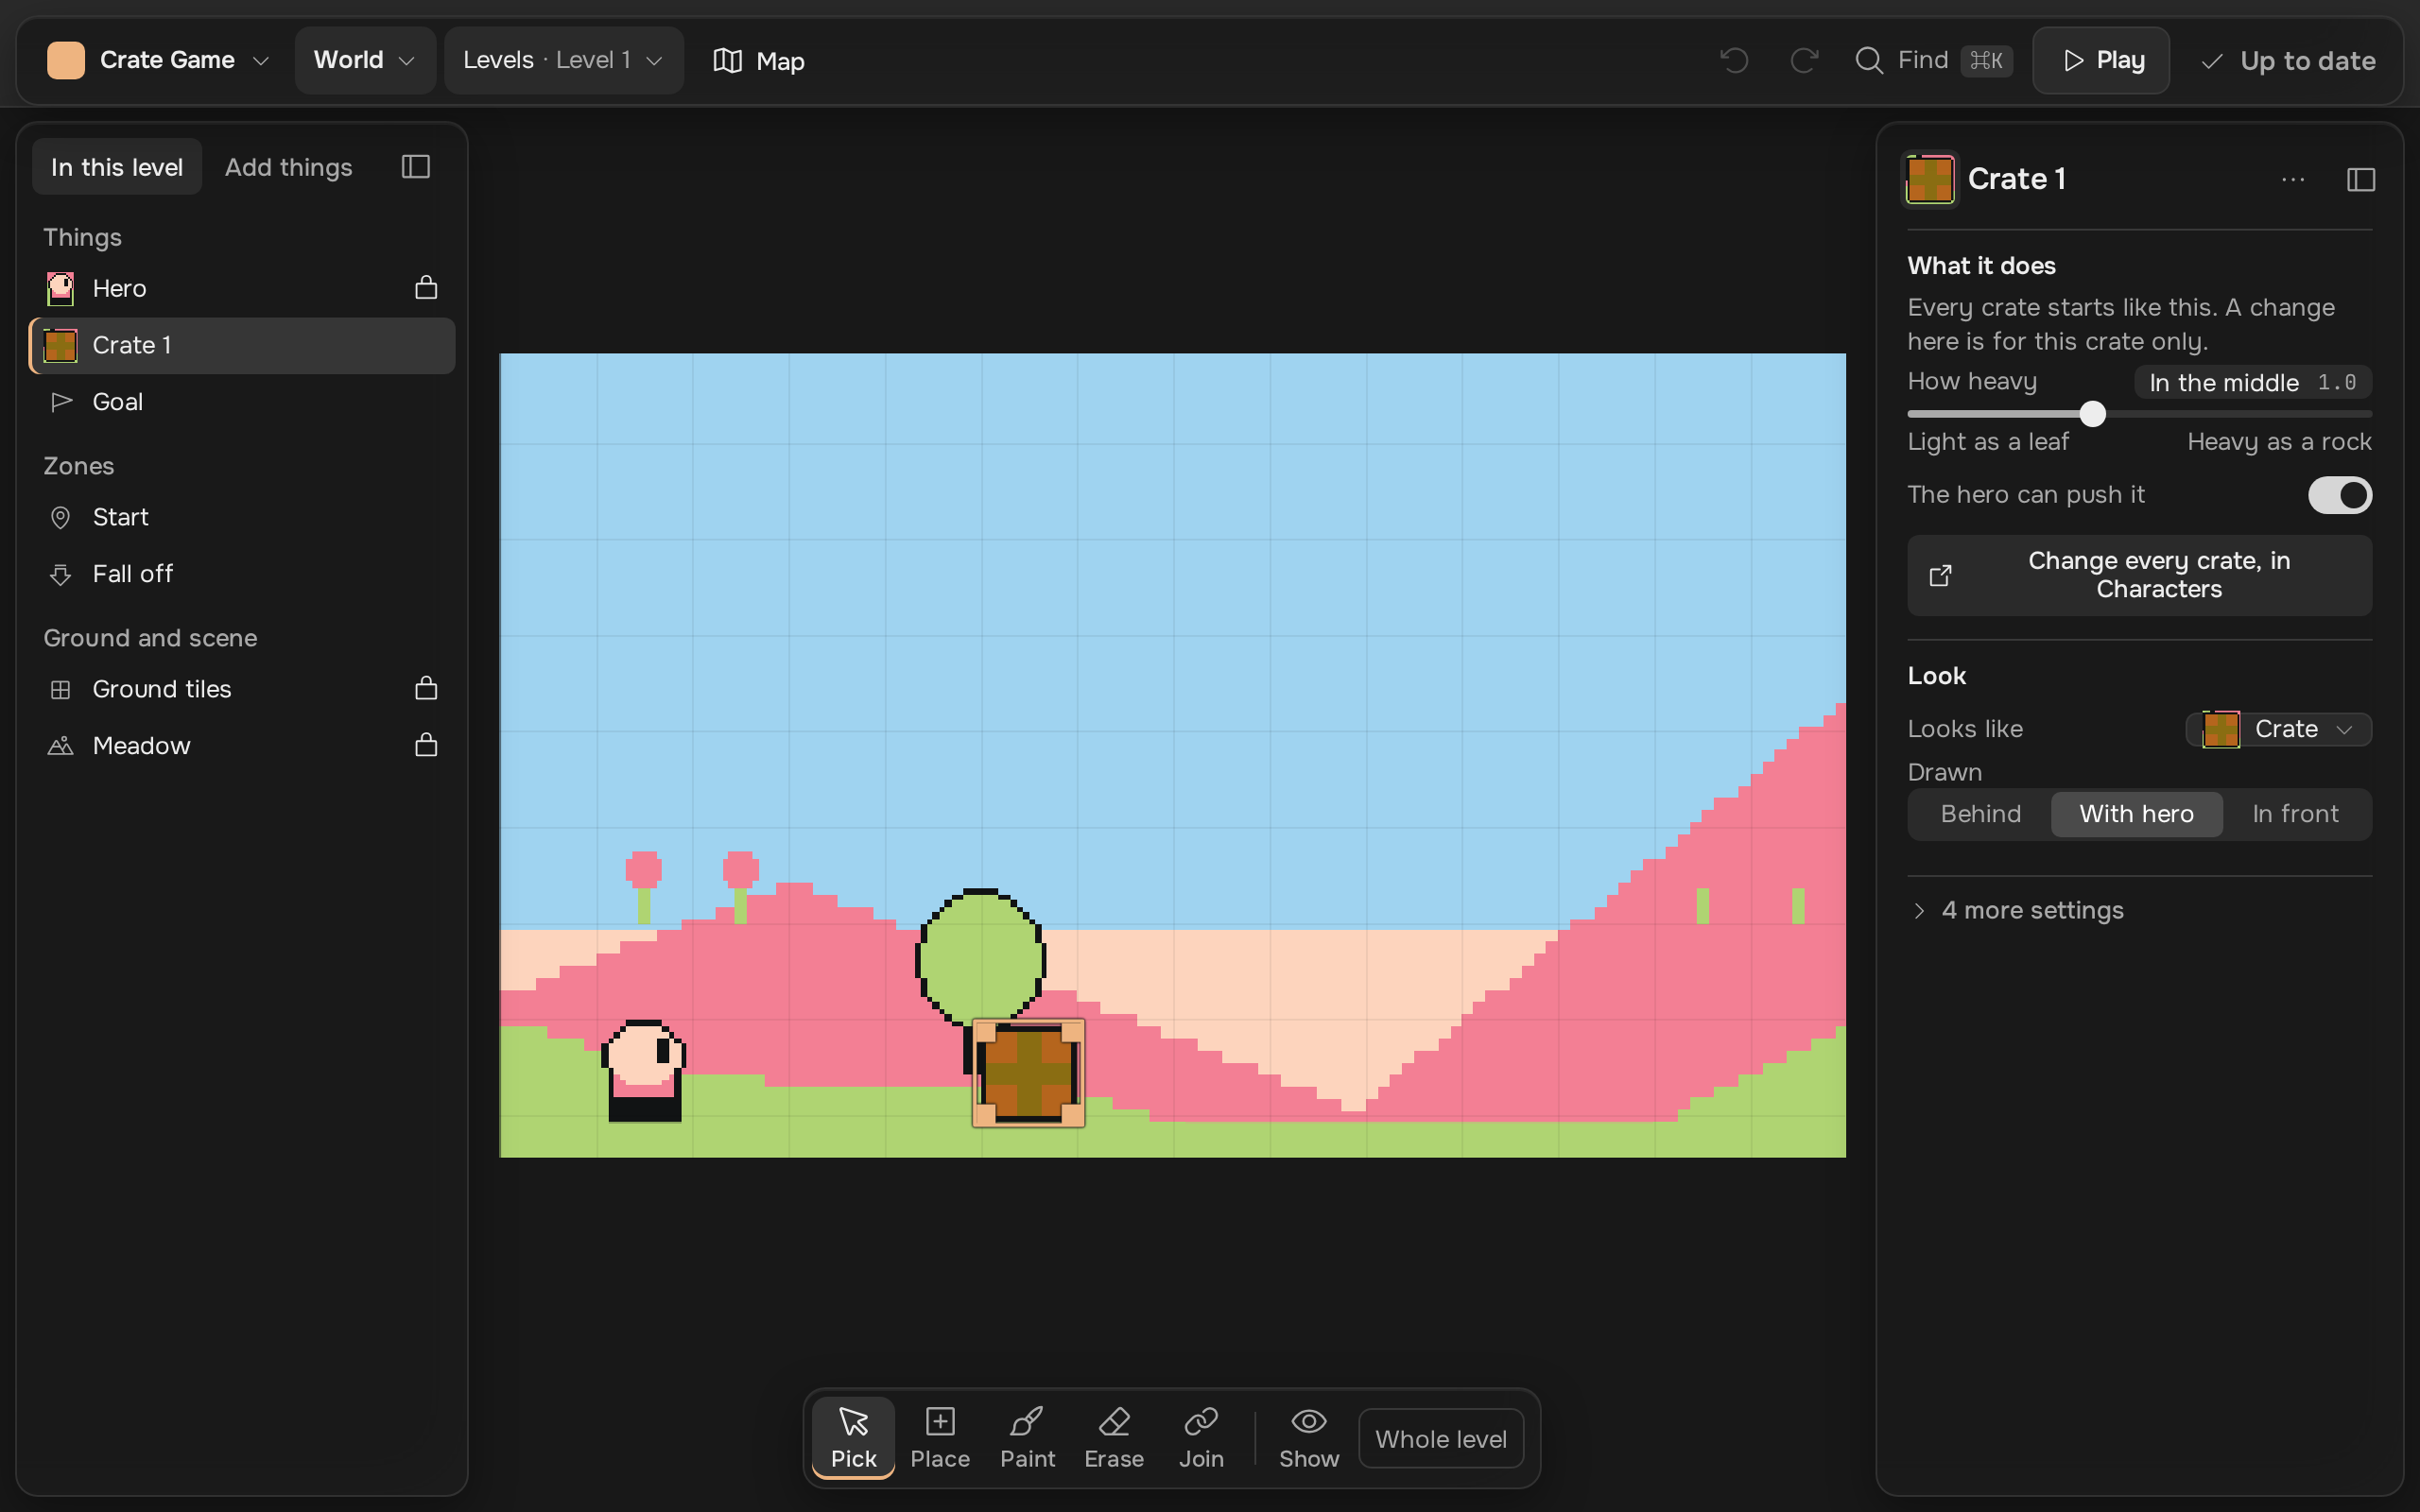 Crate Game
World
Levels · Level 1
Map
Find ⌘K
Play
Up to date
In this level
Add things
Things
Hero
Crate 1
Goal
Zones
Start
Fall off
Ground and scene
Ground tiles
Meadow
Crate 1
What it does
Every crate starts like this. A change
here is for this crate only.
How heavy
In the middle 1.0
Light as a leaf
Heavy as a rock
The hero can push it
Change every crate, in
Characters
Look
Looks like
Crate
Drawn
Behind
With hero
In front
4 more settings
Pick
Place
Paint
Erase
Join
Show
Whole level